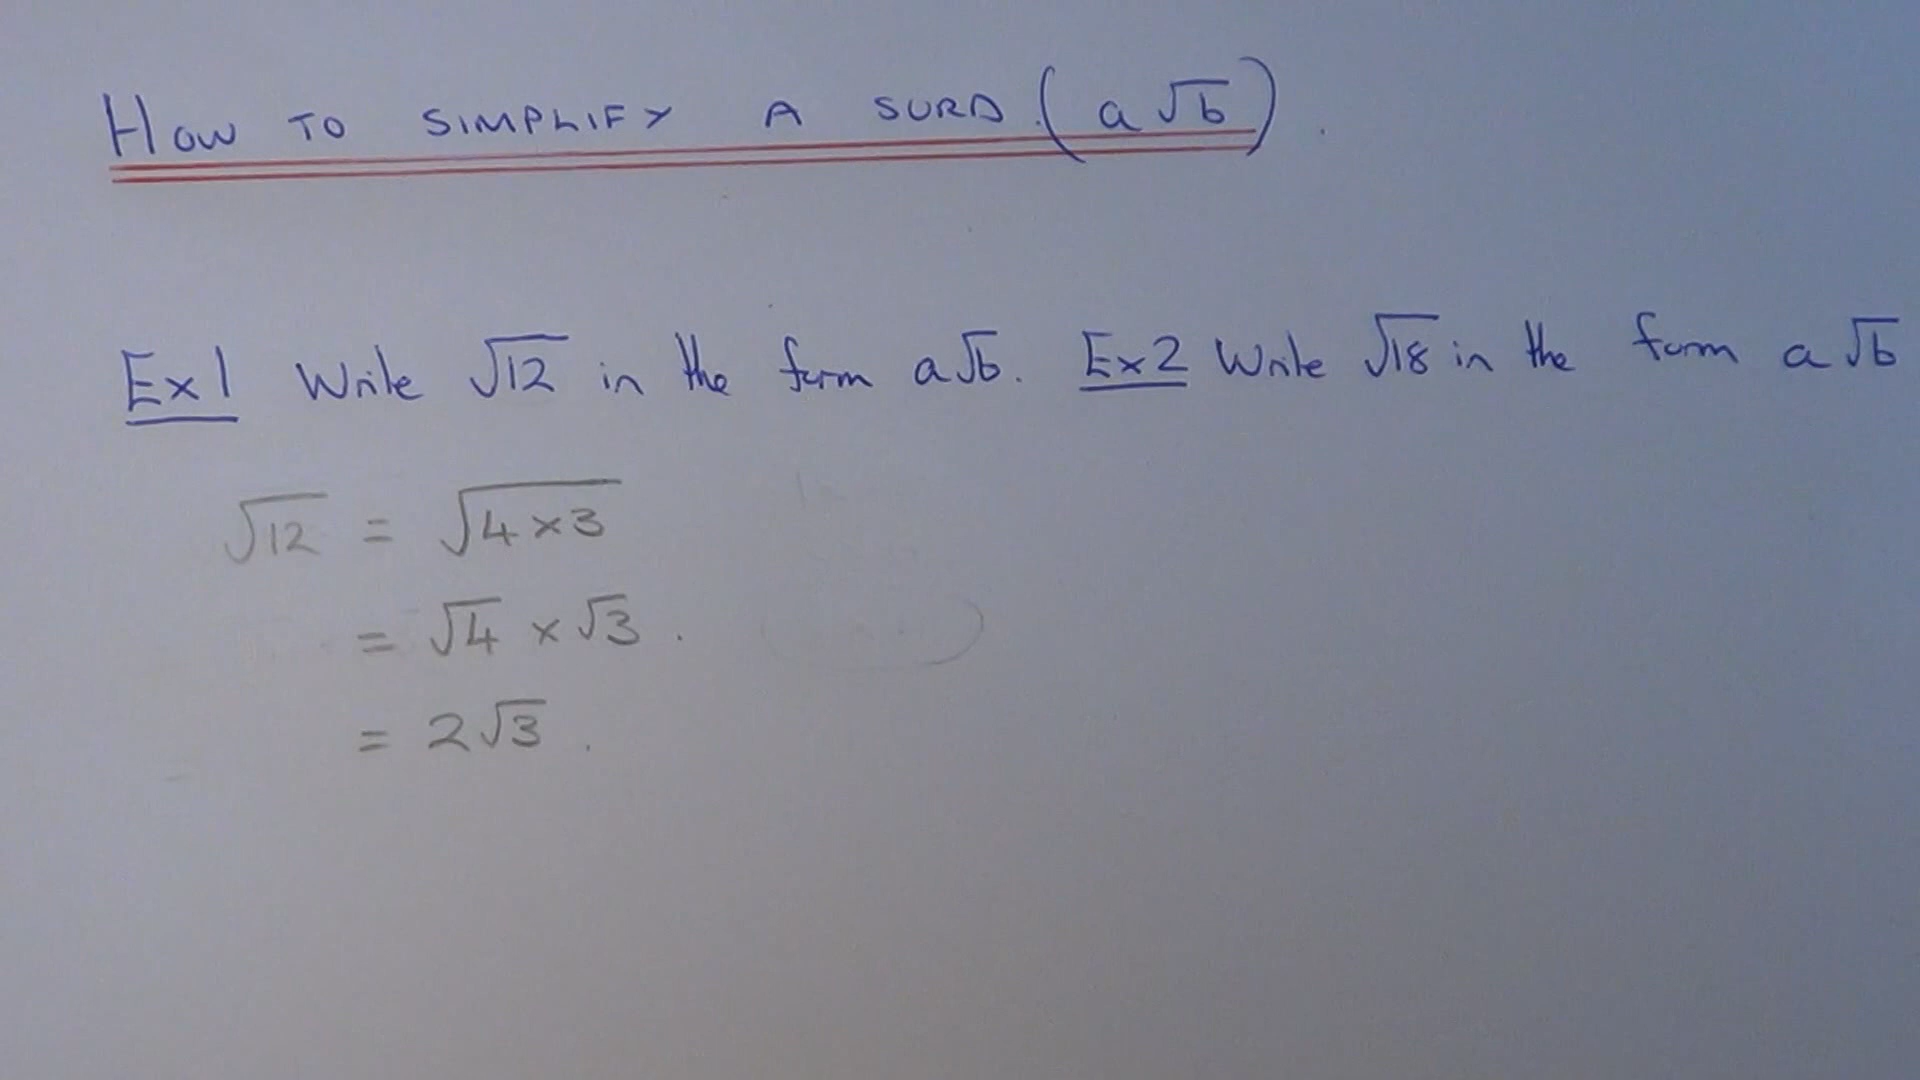 HOW TO SIMPLIFY A SURD. (a√b).
Ex1 Write √12 in the form a√b. Ex2 Write √18 in the form a√b
√12 = √4×3
= √4 × √3.
= 2√3.